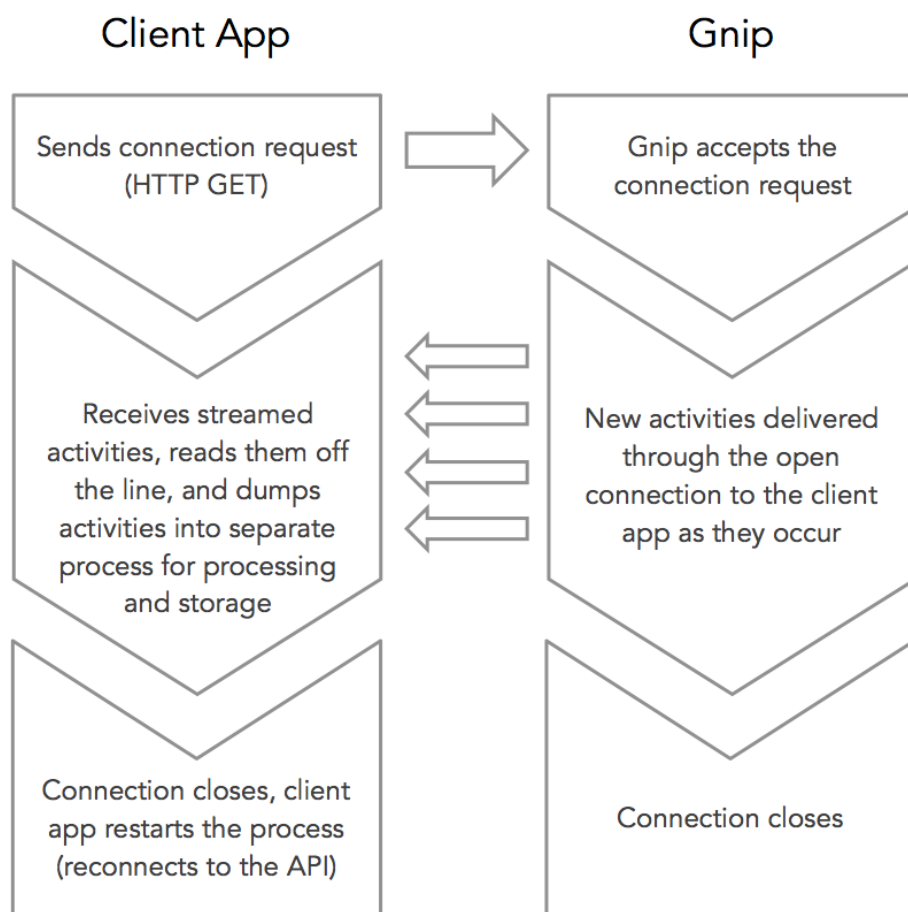 Client App
Gnip
Sends connection request
(HTTP GET)
Gnip accepts the
connection request
Receives streamed
activities, reads them off
the line, and dumps
activities into separate
process for processing
and storage
New activities delivered
through the open
connection to the client
app as they occur
Connection closes, client
app restarts the process
(reconnects to the API)
Connection closes